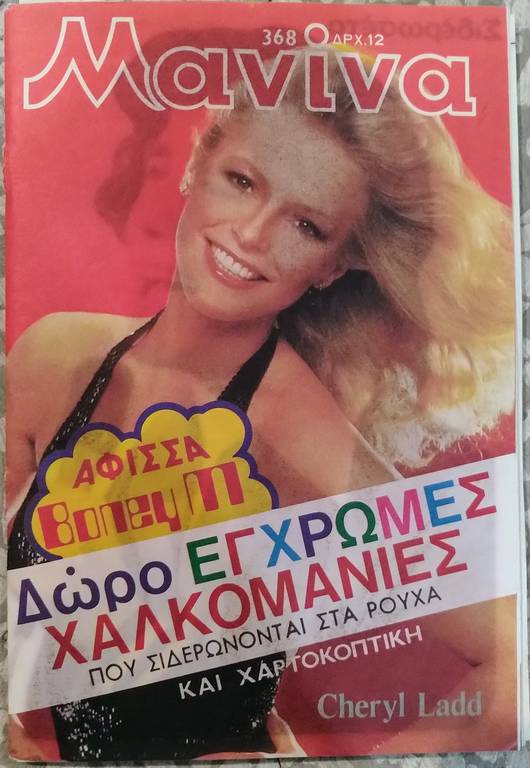 368 ΔΡΧ.12
Μανίνα
ΑΦΙΣΣΑ
Boney M
Δώρο ΕΓΧΡΩΜΕΣ
ΧΑΛΚΟΜΑΝΙΕΣ
ΠΟΥ ΣΙΔΕΡΩΝΟΝΤΑΙ ΣΤΑ ΡΟΥΧΑ
ΚΑΙ ΧΑΡΤΟΚΟΠΤΙΚΗ
Cheryl Ladd